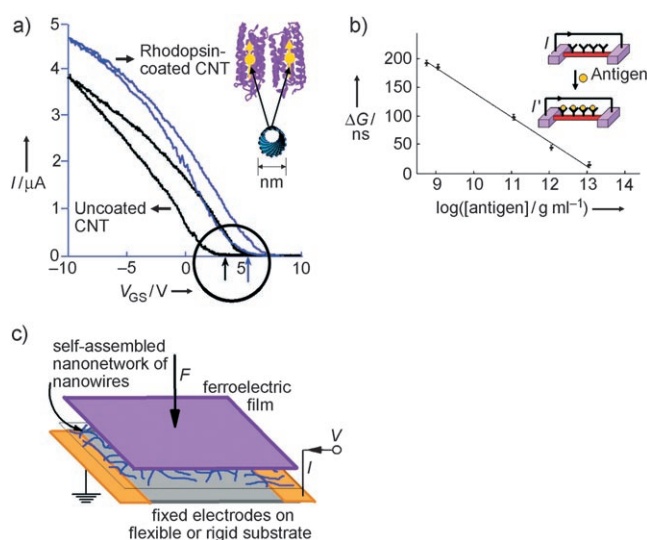 a)
5
4
3
2
1
0
I/µA
Rhodopsin-
coated CNT
Uncoated
CNT
nm
−10
−5
0
5
10
V_GS/V
b)
200
150
100
50
0
ΔG/
ns
I
Antigen
I'
9
10
11
12
13
14
log([antigen]/g ml⁻¹)
c)
self-assembled
nanonetwork of
nanowires
F
ferroelectric
film
V
I
fixed electrodes on
flexible or rigid substrate